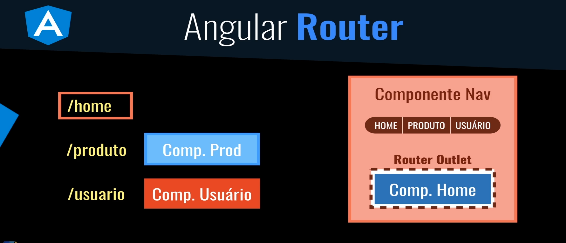 Angular Router
/home
/produto Comp. Prod
/usuario Comp. Usuário
Componente Nav
HOME PRODUTO USUÁRIO
Router Outlet
Comp. Home